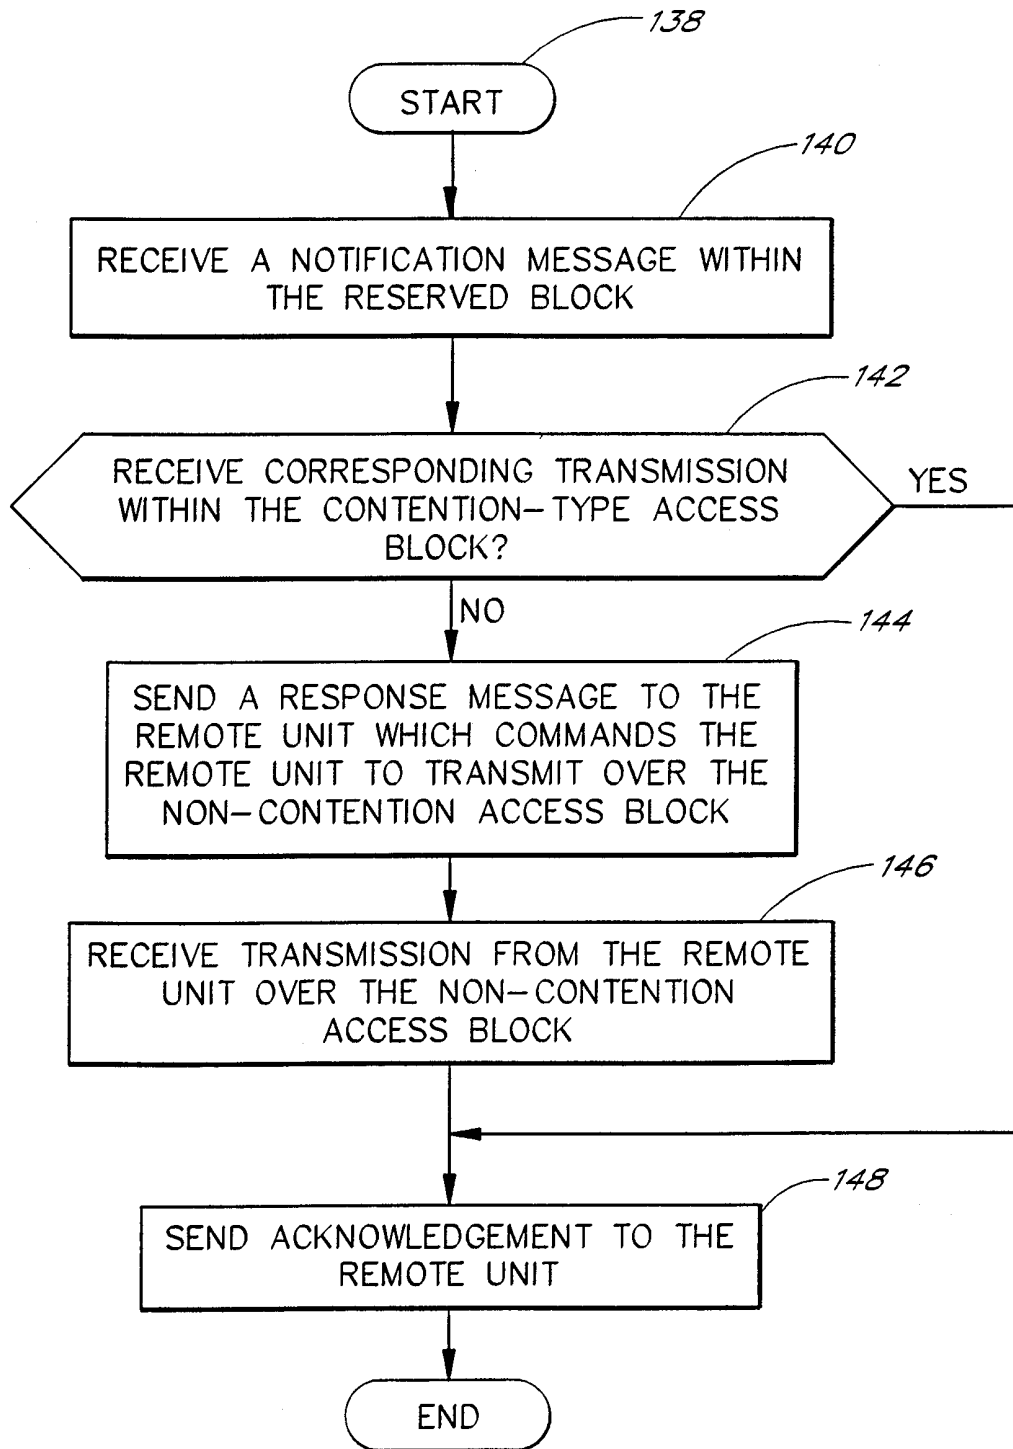 138
START
140
RECEIVE A NOTIFICATION MESSAGE WITHIN
THE RESERVED BLOCK
142
RECEIVE CORRESPONDING TRANSMISSION
WITHIN THE CONTENTION-TYPE ACCESS
BLOCK?
YES
NO
144
SEND A RESPONSE MESSAGE TO THE
REMOTE UNIT WHICH COMMANDS THE
REMOTE UNIT TO TRANSMIT OVER THE
NON-CONTENTION ACCESS BLOCK
146
RECEIVE TRANSMISSION FROM THE REMOTE
UNIT OVER THE NON-CONTENTION
ACCESS BLOCK
148
SEND ACKNOWLEDGEMENT TO THE
REMOTE UNIT
END